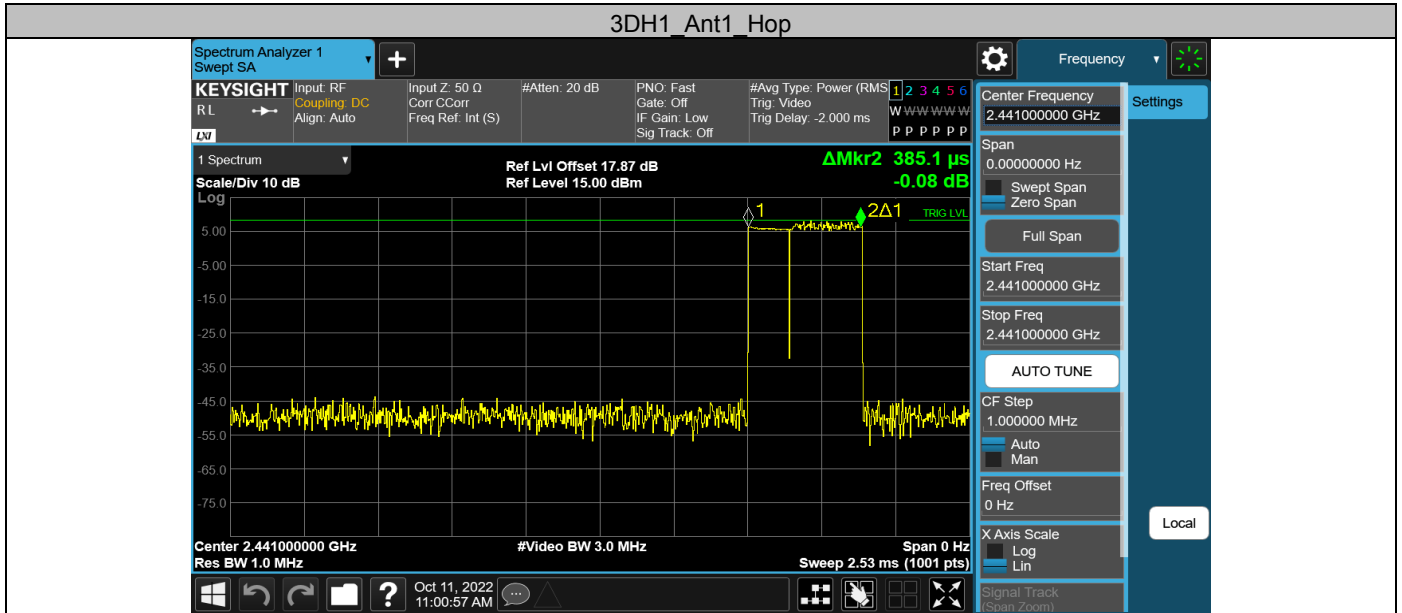 3DH1_Ant1_Hop
Spectrum Analyzer 1
Swept SA
Frequency
KEYSIGHT
RL
LXI
Input: RF
Coupling: DC
Align: Auto
Input Z: 50 Ω
Corr CCorr
Freq Ref: Int (S)
#Atten: 20 dB
PNO: Fast
Gate: Off
IF Gain: Low
Sig Track: Off
#Avg Type: Power (RMS
Trig: Video
Trig Delay: -2.000 ms
1 2 3 4 5 6
W W W W W W
P P P P P P
1 Spectrum
Scale/Div 10 dB
Log
Ref Lvl Offset 17.87 dB
Ref Level 15.00 dBm
ΔMkr2 385.1 µs
-0.08 dB
1
2Δ1
TRIG LVL
5.00
-5.00
-15.0
-25.0
-35.0
-45.0
-55.0
-65.0
-75.0
Center 2.441000000 GHz
Res BW 1.0 MHz
#Video BW 3.0 MHz
Span 0 Hz
Sweep 2.53 ms (1001 pts)
Center Frequency
2.441000000 GHz
Settings
Span
0.00000000 Hz
Swept Span
Zero Span
Full Span
Start Freq
2.441000000 GHz
Stop Freq
2.441000000 GHz
AUTO TUNE
CF Step
1.000000 MHz
Auto
Man
Freq Offset
0 Hz
Local
X Axis Scale
Log
Lin
Signal Track
(Span Zoom)
?
Oct 11, 2022
11:00:57 AM